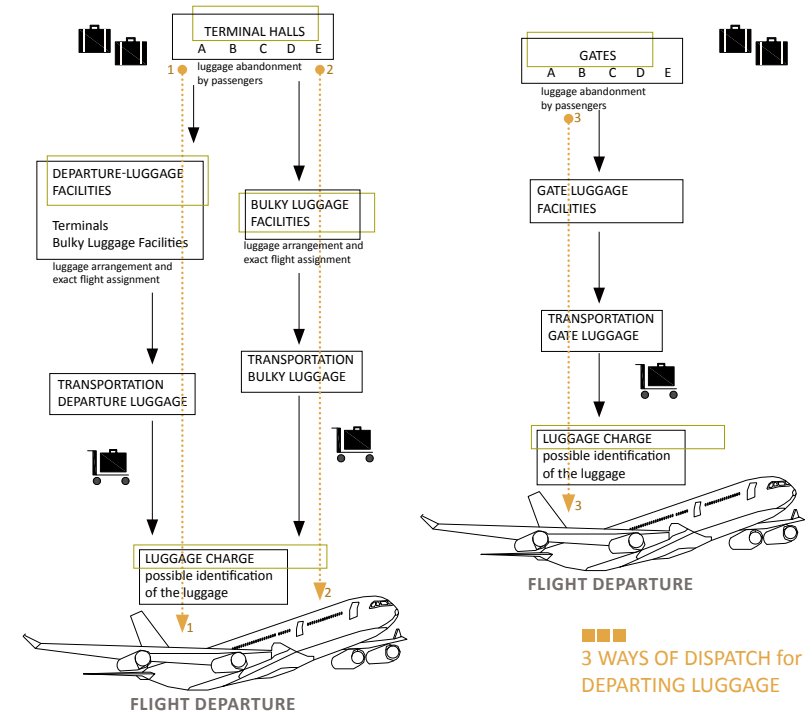 TERMINAL HALLS
A B C D E
1
2
luggage abandonment
by passengers
DEPARTURE-LUGGAGE
FACILITIES
Terminals
Bulky Luggage Facilities
luggage arrangement and
exact flight assignment
BULKY LUGGAGE
FACILITIES
luggage arrangement and
exact flight assignment
TRANSPORTATION
DEPARTURE LUGGAGE
TRANSPORTATION
BULKY LUGGAGE
LUGGAGE CHARGE
possible identification
of the luggage
1
2
FLIGHT DEPARTURE
GATES
A B C D E
luggage abandonment
by passengers
3
GATE LUGGAGE
FACILITIES
TRANSPORTATION
GATE LUGGAGE
LUGGAGE CHARGE
possible identification
of the luggage
3
FLIGHT DEPARTURE
3 WAYS OF DISPATCH for
DEPARTING LUGGAGE